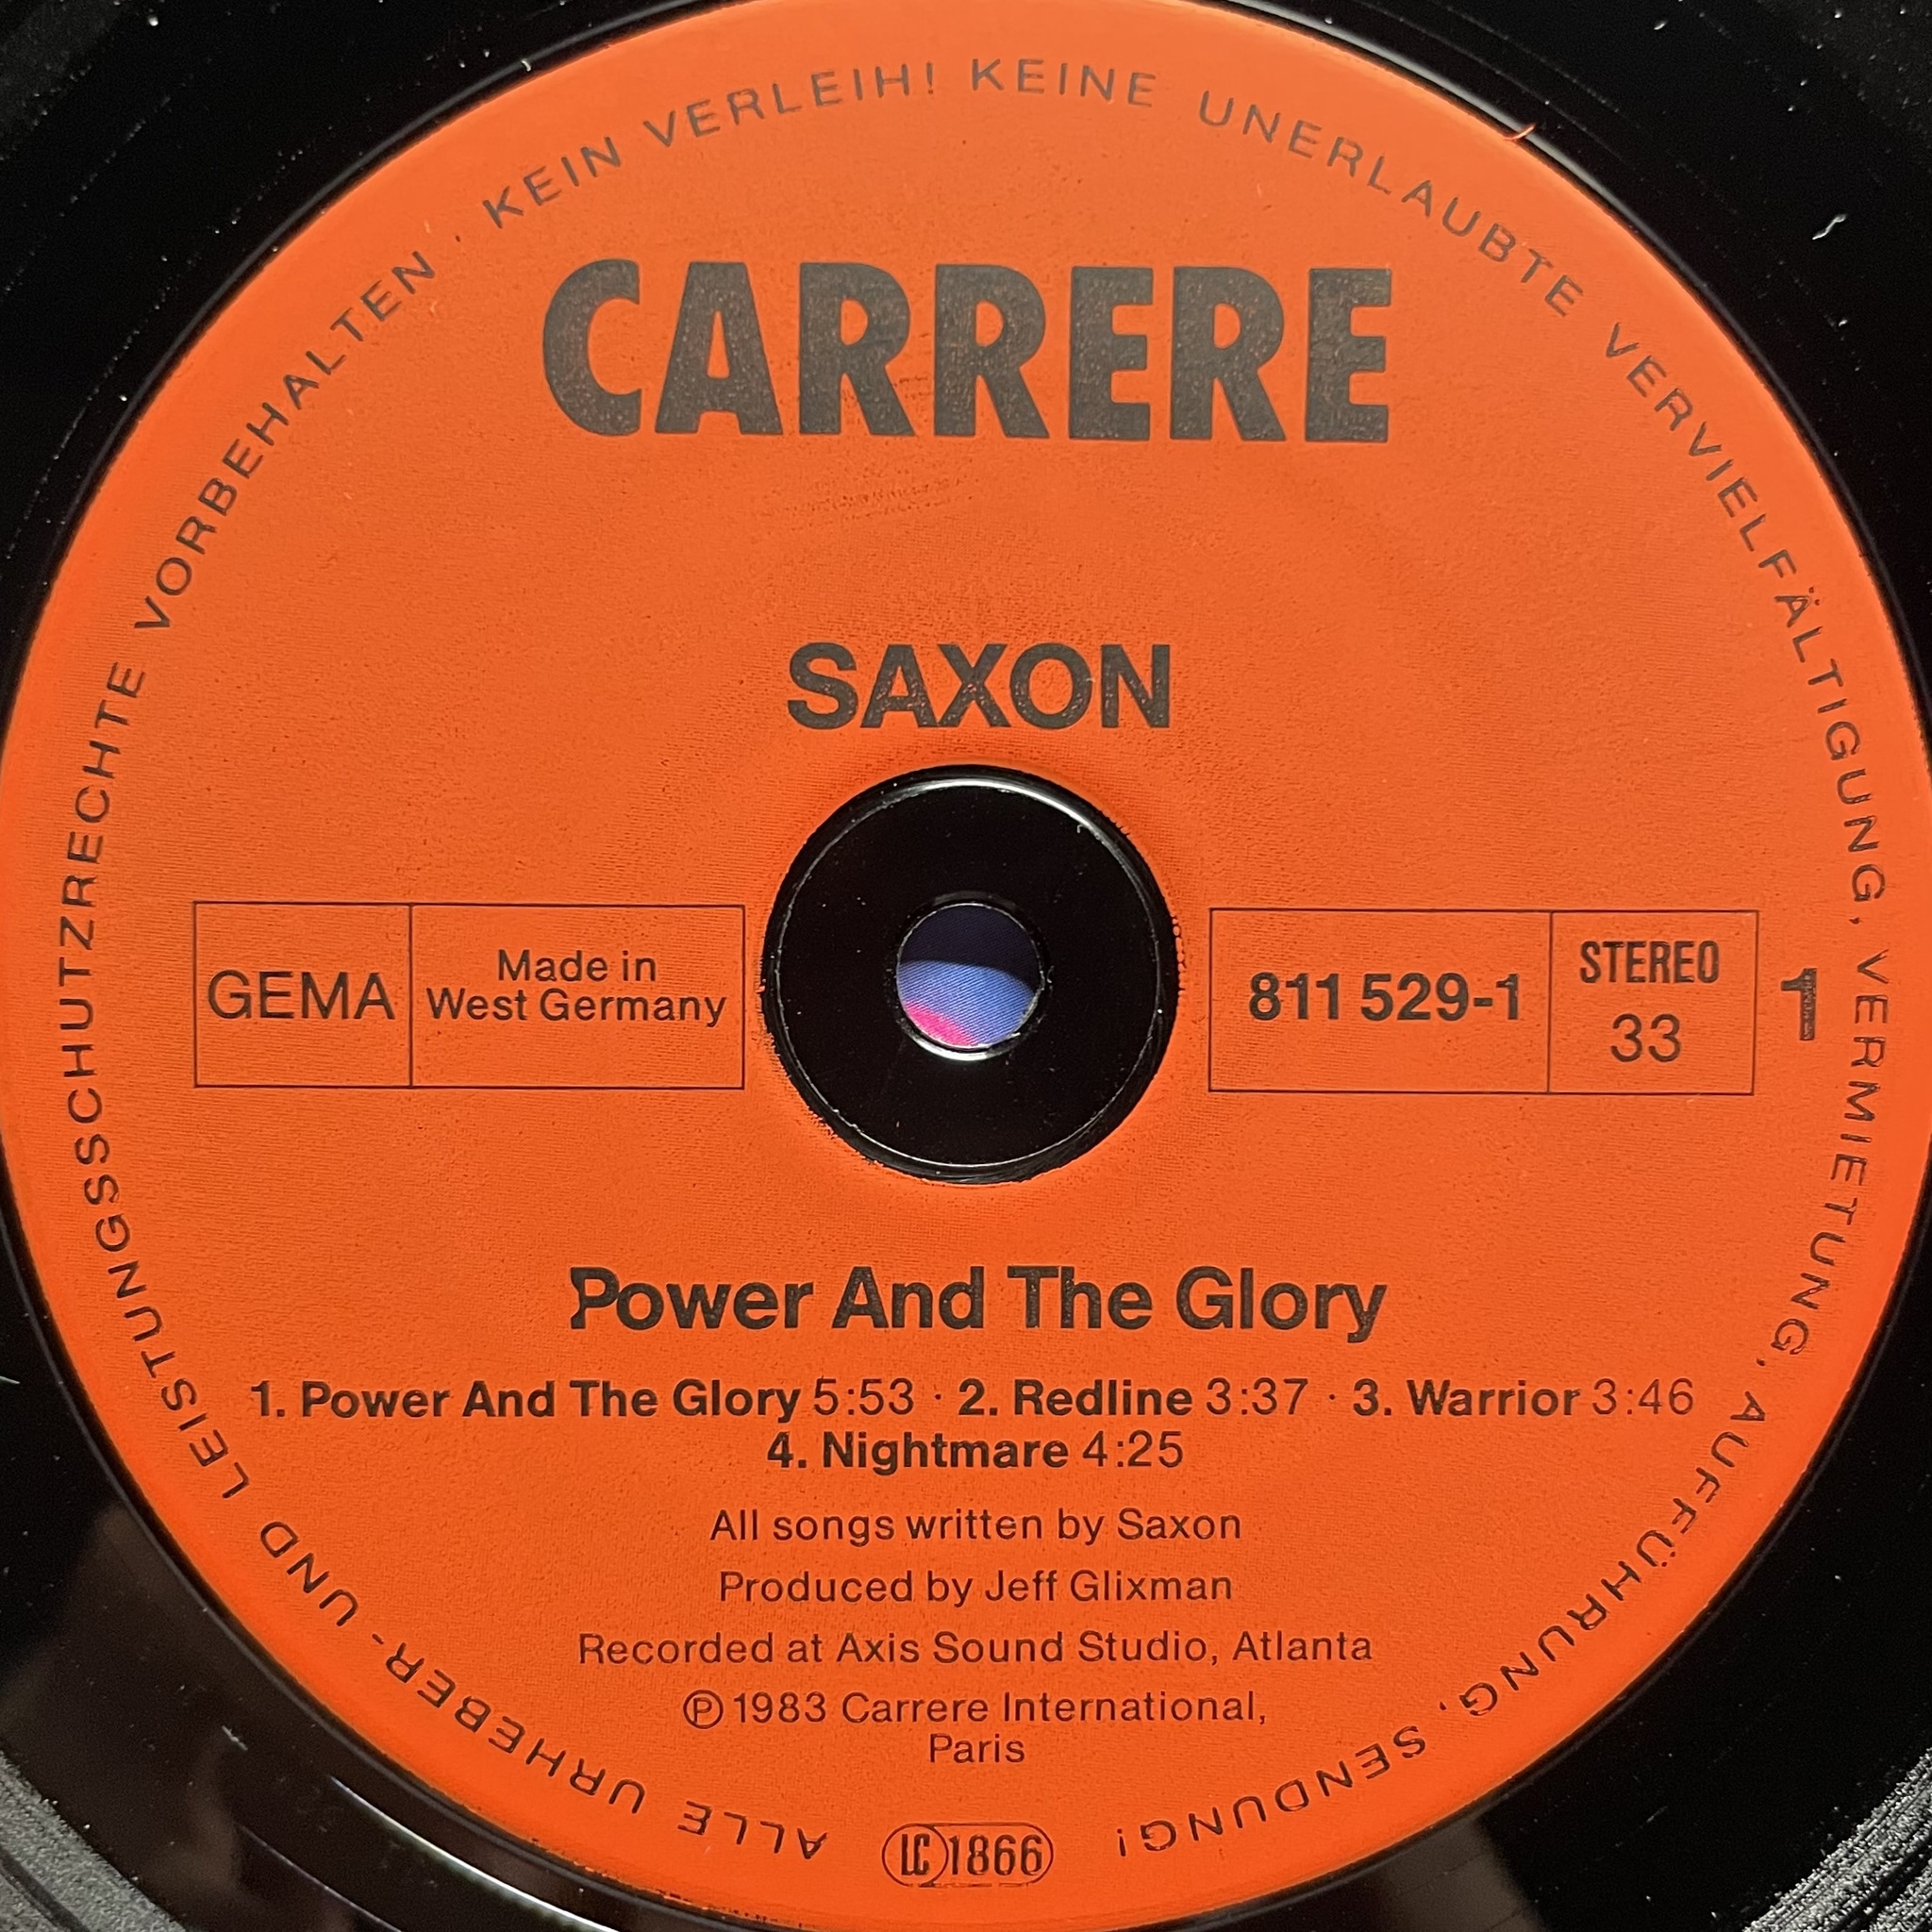 ALLE URHEBER- UND LEISTUNGSSCHUTZRECHTE VORBEHALTEN · KEIN VERLEIH! KEINE UNERLAUBTE VERVIELFÄLTIGUNG, VERMIETUNG, AUFFÜHRUNG, SENDUNG!
CARRERE
SAXON
GEMA
Made in
West Germany
811 529-1
STEREO
33
1
Power And The Glory
1. Power And The Glory 5:53 · 2. Redline 3:37 · 3. Warrior 3:46
4. Nightmare 4:25
All songs written by Saxon
Produced by Jeff Glixman
Recorded at Axis Sound Studio, Atlanta
Ⓟ 1983 Carrere International,
Paris
LC 1866